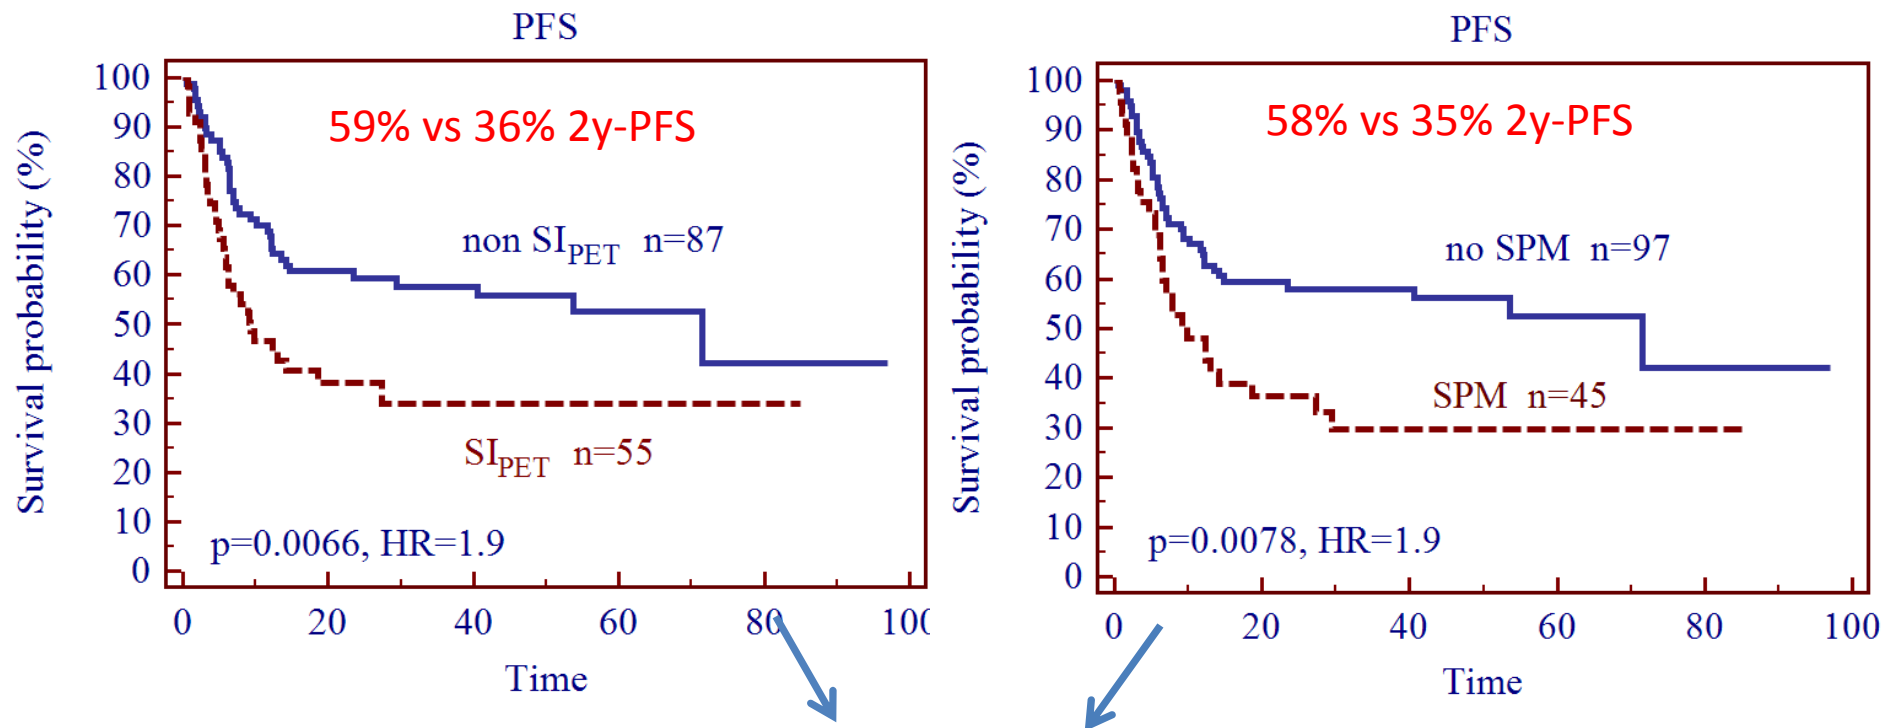 PFS
Survival probability (%)
100
90
80
70
60
50
40
30
20
10
0
59% vs 36% 2y-PFS
non SI_PET n=87
SI_PET n=55
p=0.0066, HR=1.9
0 20 40 60 80 100
Time
PFS
Survival probability (%)
100
90
80
70
60
50
40
30
20
10
0
58% vs 35% 2y-PFS
no SPM n=97
SPM n=45
p=0.0078, HR=1.9
0 20 40 60 80 100
Time